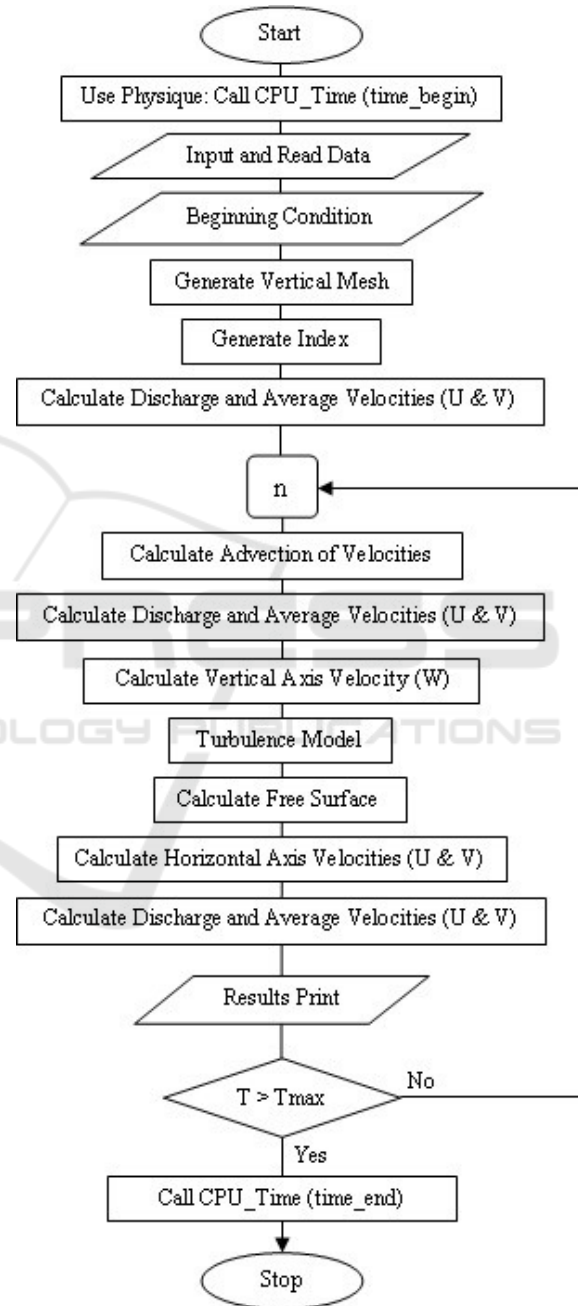 Start
Use Physique: Call CPU_Time (time_begin)
Input and Read Data
Beginning Condition
Generate Vertical Mesh
Generate Index
Calculate Discharge and Average Velocities (U & V)
n
Calculate Advection of Velocities
Calculate Discharge and Average Velocities (U & V)
Calculate Vertical Axis Velocity (W)
Turbulence Model
Calculate Free Surface
Calculate Horizontal Axis Velocities (U & V)
Calculate Discharge and Average Velocities (U & V)
Results Print
T > Tmax
No
Yes
Call CPU_Time (time_end)
Stop
PRESS
OLOGY PUBLICATIONS